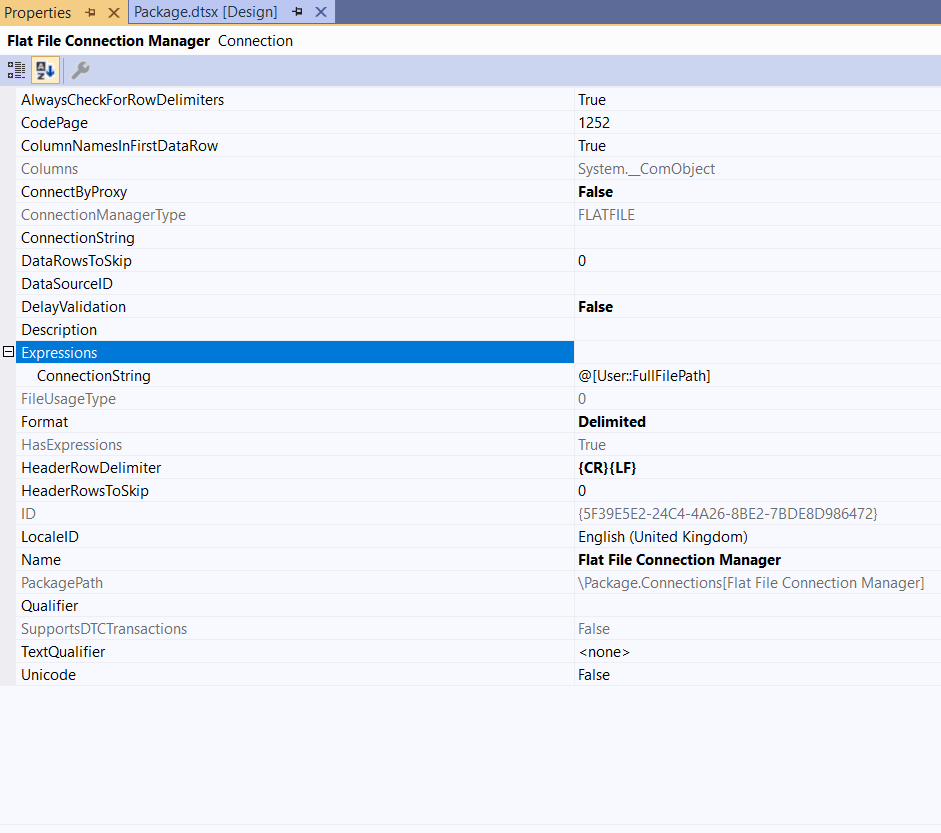 Properties
Package.dtsx [Design]
Flat File Connection Manager Connection
AlwaysCheckForRowDelimiters True
CodePage 1252
ColumnNamesInFirstDataRow True
Columns System.__ComObject
ConnectByProxy False
ConnectionManagerType FLATFILE
ConnectionString
DataRowsToSkip 0
DataSourceID
DelayValidation False
Description
Expressions
ConnectionString @[User::FullFilePath]
FileUsageType 0
Format Delimited
HasExpressions True
HeaderRowDelimiter {CR}{LF}
HeaderRowsToSkip 0
ID {5F39E5E2-24C4-4A26-8BE2-7BDE8D986472}
LocaleID English (United Kingdom)
Name Flat File Connection Manager
PackagePath \Package.Connections[Flat File Connection Manager]
Qualifier
SupportsDTCTransactions False
TextQualifier <none>
Unicode False